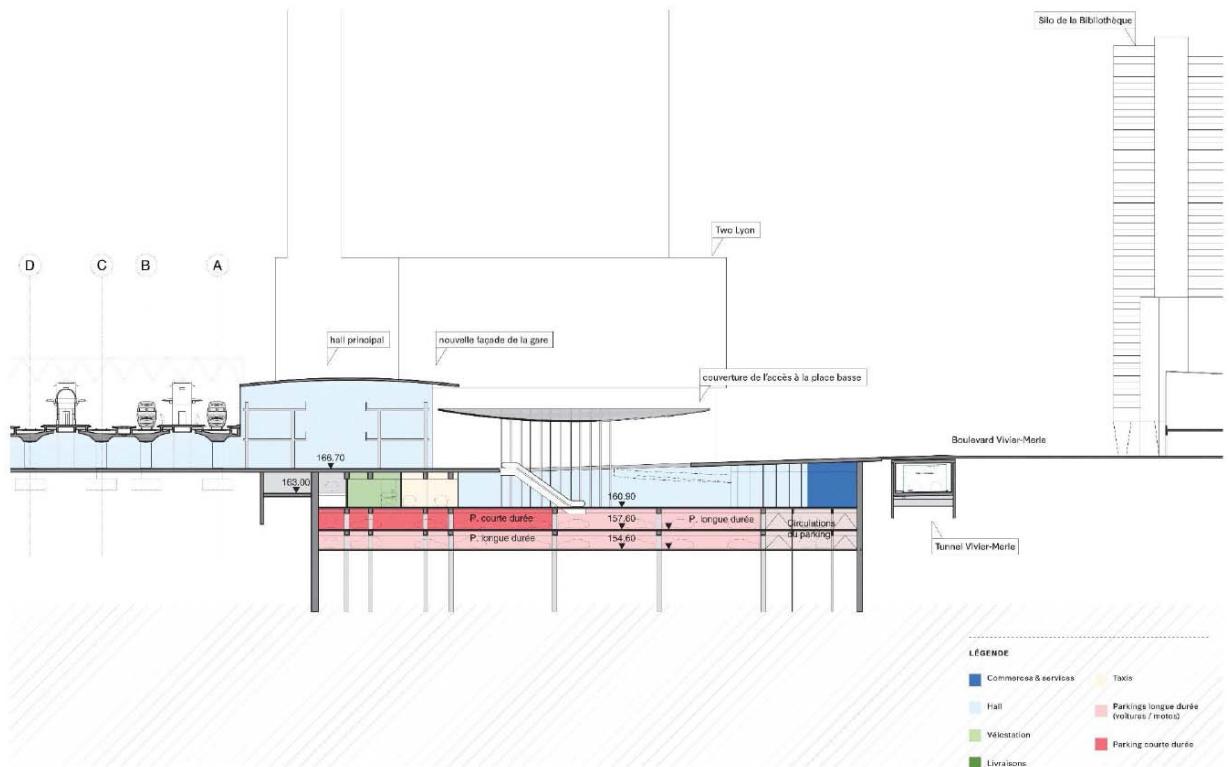 Silo de la Bibliothèque
Two Lyon
D
C
B
A
hall principal
nouvelle façade de la gare
couverture de l'accès à la place basse
Boulevard Vivier-Merle
166.70
163.00
160.90
P. courte durée
157.60
P. longue durée
Circulations
du parking
P. longue durée
154.60
Tunnel Vivier-Merle
LÉGENDE
Commerces & services
Taxis
Hall
Parkings longue durée
(voitures / motos)
Vélostation
Parking courte durée
Livraisons